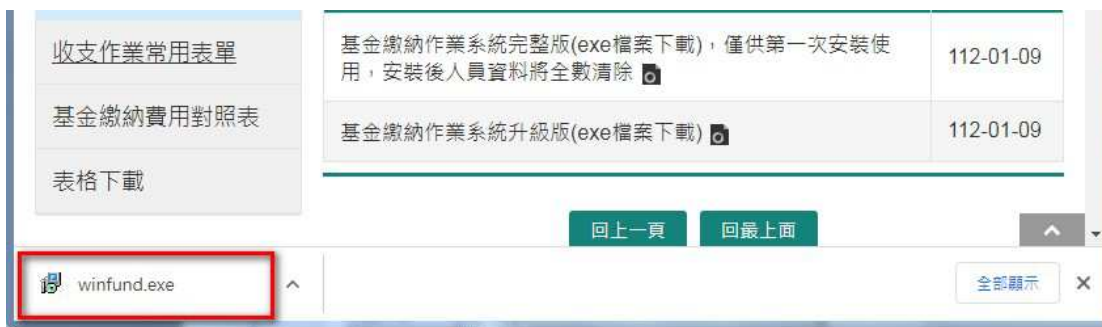 收支作業常用表單
基金繳納費用對照表
表格下載
基金繳納作業系統完整版(exe檔案下載)，僅供第一次安裝使
用，安裝後人員資料將全數清除
112-01-09
基金繳納作業系統升級版(exe檔案下載)
112-01-09
回上一頁
回最上面
winfund.exe
全部顯示